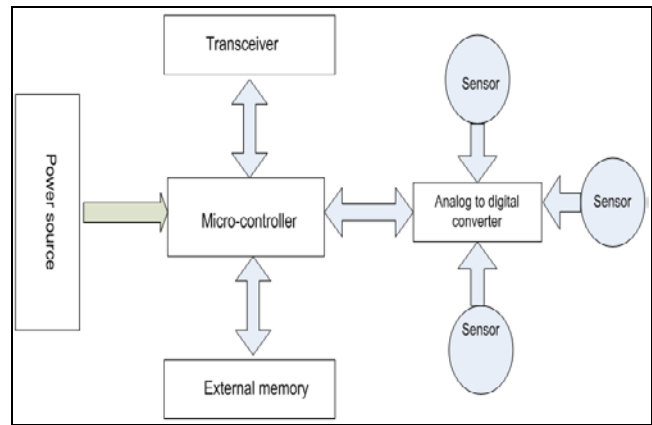 Transceiver
Sensor
Power source
Micro-controller
Analog to digital
converter
Sensor
Sensor
External memory